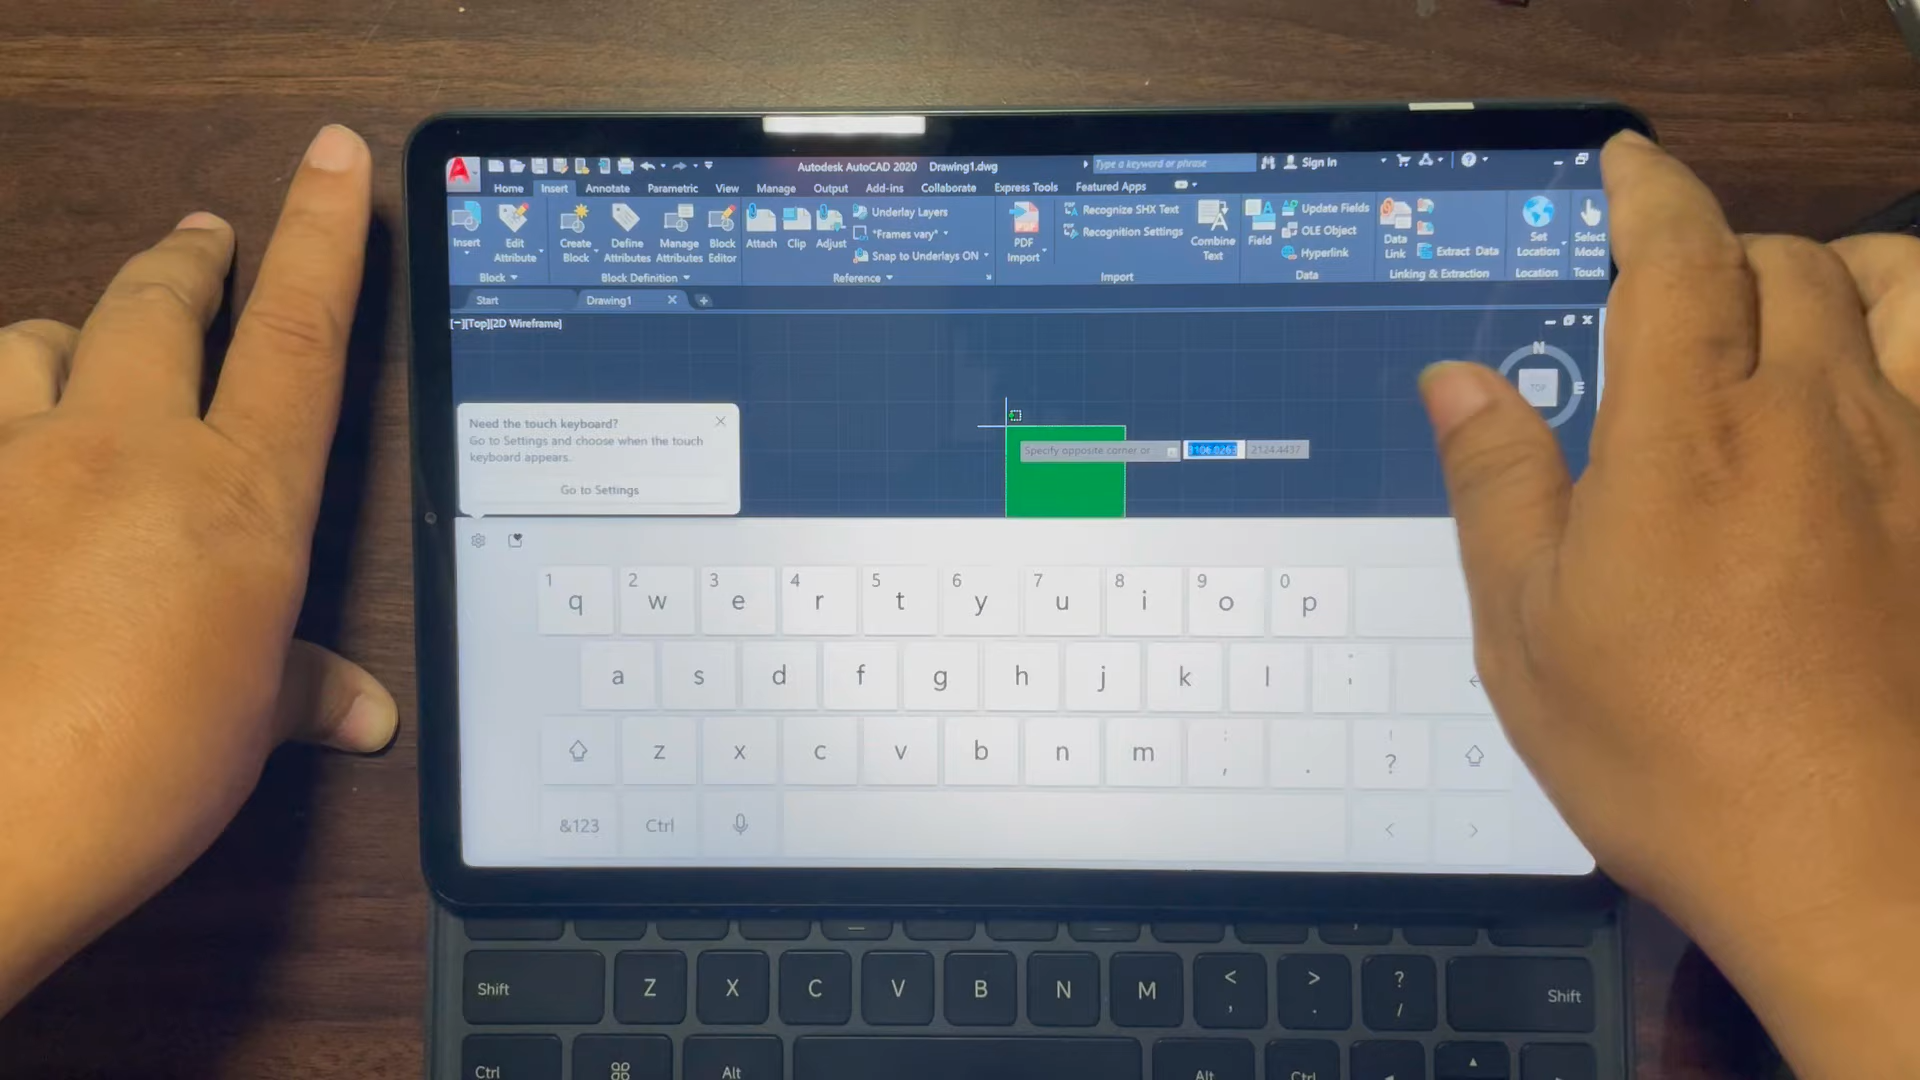 Autodesk AutoCAD 2020 Drawing1.dwg
Type a keyword or phrase
Sign In
Home Insert Annotate Parametric View Manage Output Add-ins Collaborate Express Tools Featured Apps
Insert
Edit
Attribute
Create
Block
Define
Attributes
Manage
Attributes
Block
Editor
Attach
Clip
Adjust
Underlay Layers
*Frames vary*
Snap to Underlays ON
PDF
Import
Recognize SHX Text
Recognition Settings
Combine
Text
Field
Update Fields
OLE Object
Hyperlink
Data
Link
Extract Data
Set
Location
Select
Mode
Block
Block Definition
Reference
Import
Data
Linking & Extraction
Location
Touch
Start
Drawing1
[−][Top][2D Wireframe]
N
TOP
E
Need the touch keyboard?
Go to Settings and choose when the touch
keyboard appears.
Go to Settings
Specify opposite corner or
3106.0263
2124.4437
1 2 3 4 5 6 7 8 9 0
q w e r t y u i o p
a s d f g h j k l
z x c v b n m , . ! ?
&123 Ctrl < >
Shift Z X C V B N M < , > . ? / Shift
Ctrl Alt Alt Ctrl